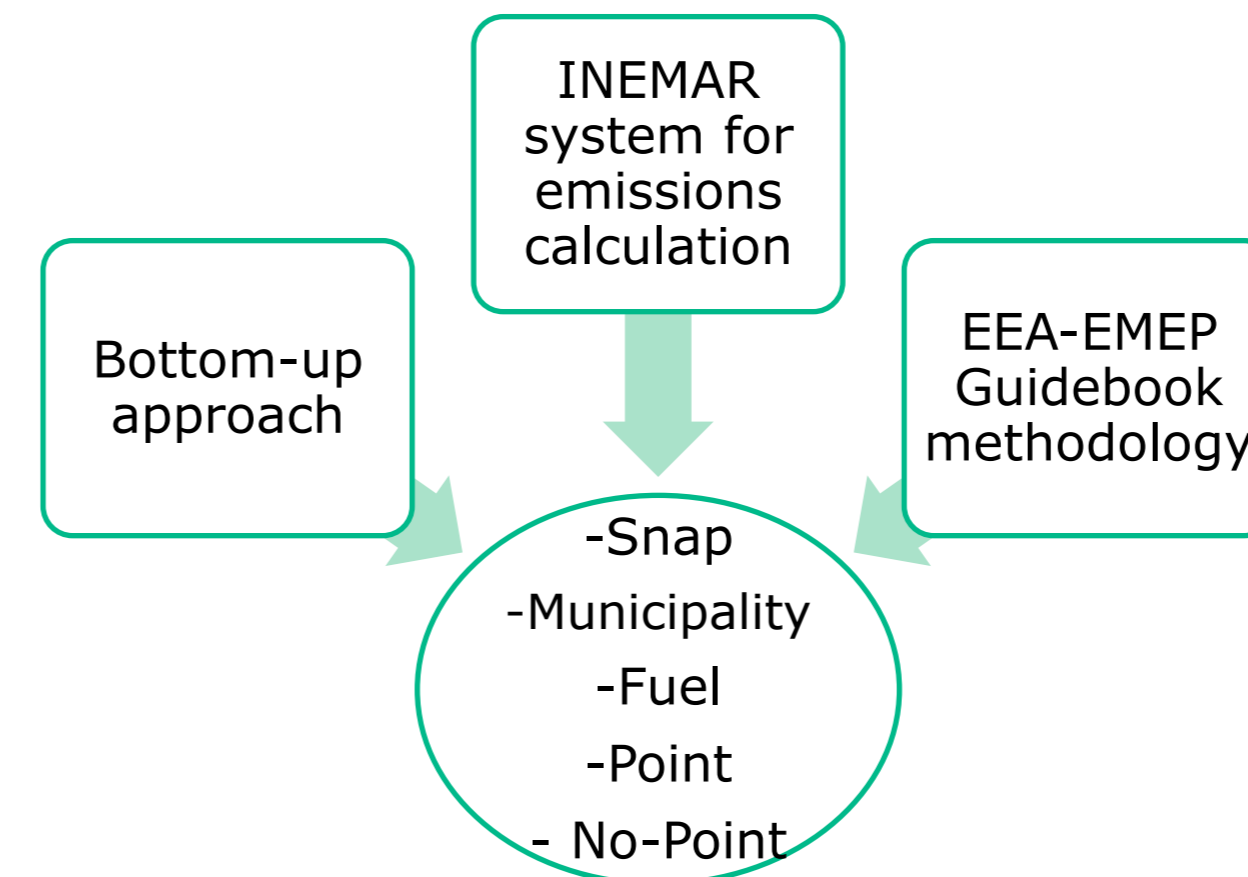 INEMAR
system for
emissions
calculation
Bottom-up
approach
EEA-EMEP
Guidebook
methodology
-Snap
-Municipality
-Fuel
-Point
- No-Point